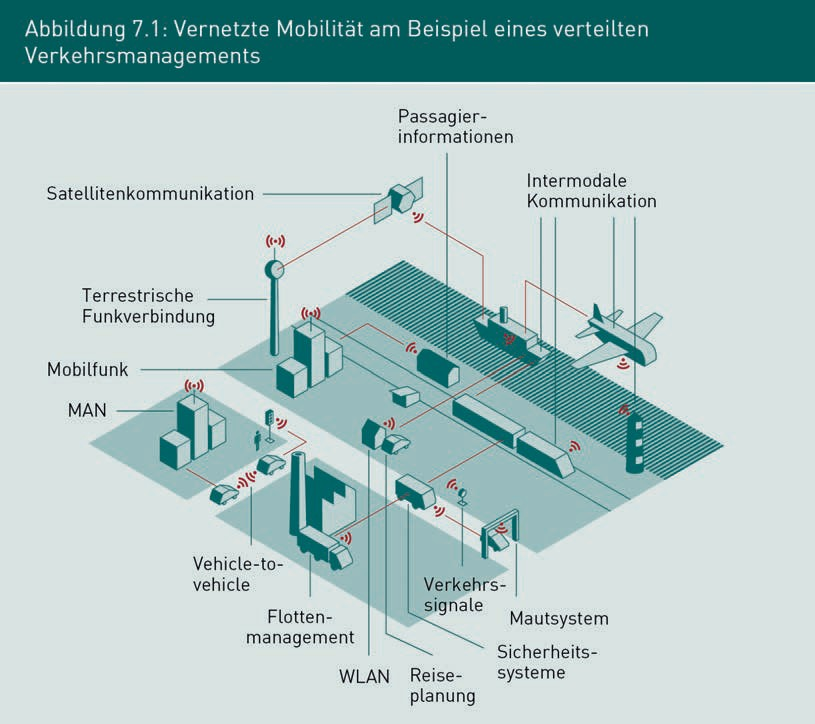 Abbildung 7.1: Vernetzte Mobilität am Beispiel eines verteilten
Verkehrsmanagements
Passagier-
informationen
Satellitenkommunikation
Intermodale
Kommunikation
Terrestrische
Funkverbindung
Mobilfunk
MAN
Vehicle-to-
vehicle
Verkehrs-
signale
Flotten-
management
Mautsystem
Sicherheits-
systeme
WLAN
Reise-
planung